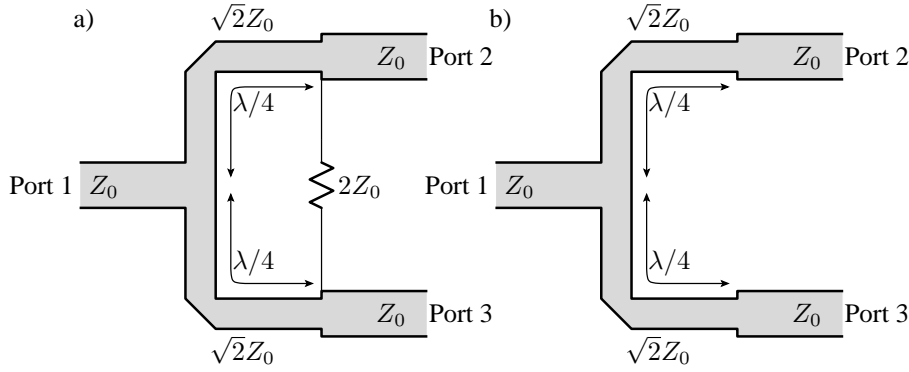 a) √2Z₀ b) √2Z₀
Z₀ Port 2 Z₀ Port 2
λ/4 λ/4
Port 1 Z₀ 2Z₀ Port 1 Z₀
λ/4 λ/4
Z₀ Port 3 Z₀ Port 3
√2Z₀ √2Z₀